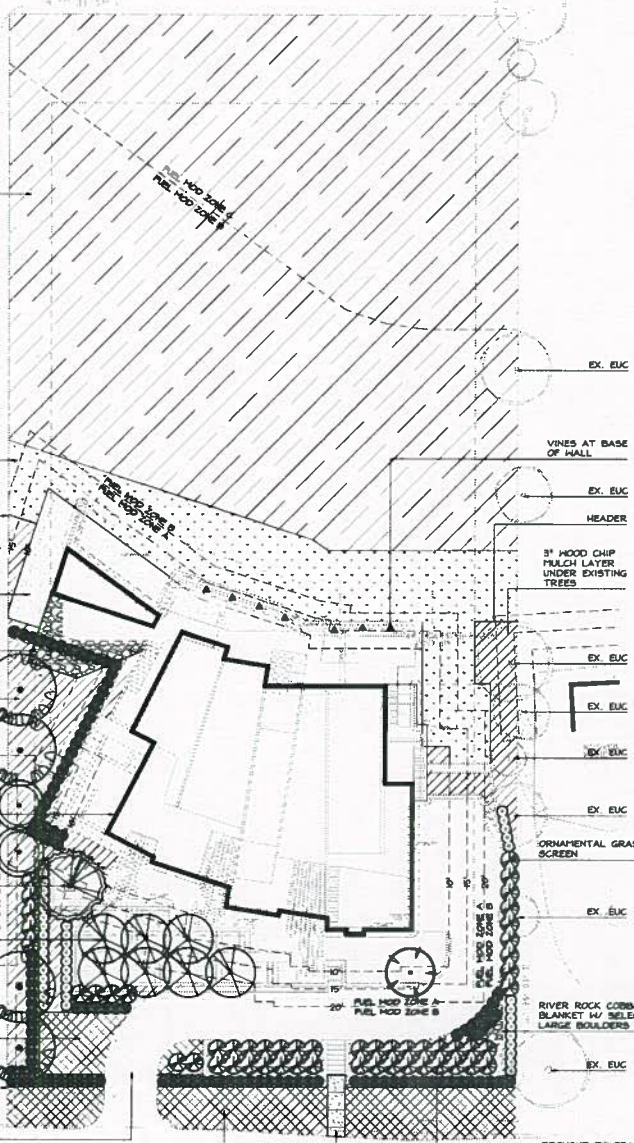 FUEL MOD ZONE C
FUEL MOD ZONE B
EX. EUC
VINES AT BASE
OF WALL
EX. EUC
HEADER
FUEL MOD ZONE B
FUEL MOD ZONE A
3" WOOD CHIP
MULCH LAYER
UNDER EXISTING
TREES
EX. EUC
EX. EUC
EX. EUC
EX. EUC
ORNAMENTAL GRAS
SCREEN
10'
15'
20'
EX. EUC
FUEL MOD ZONE A
FUEL MOD ZONE B
10'
15'
20'
FUEL MOD ZONE A
FUEL MOD ZONE B
RIVER ROCK COBB
BLANKET W/ SELE
LARGE BOULDERS
EX. EUC